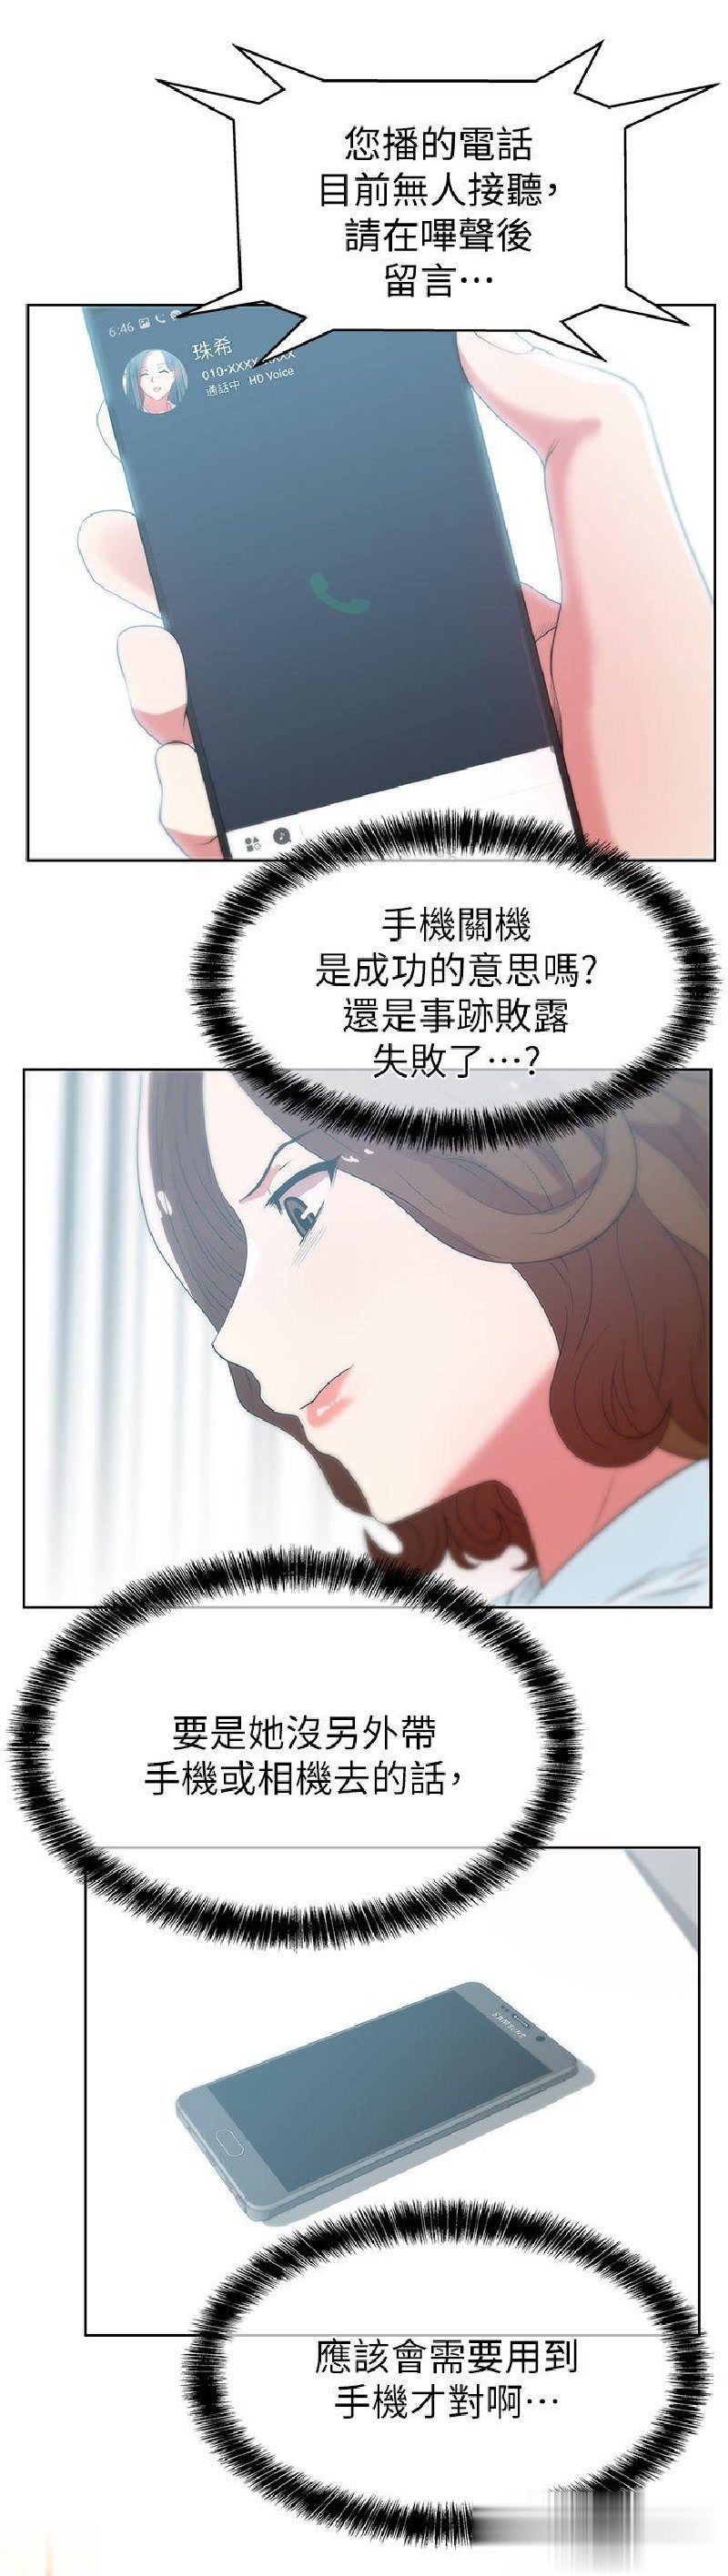 您播的電話
目前無人接聽,
請在嗶聲後
留言…
6:46
珠希
010-XXXX-XXXX
通話中 HD Voice
手機關機
是成功的意思嗎?
還是事跡敗露
失敗了…?
要是她沒另外帶
手機或相機去的話,
SAMSUNG
應該會需要用到
手機才對啊…